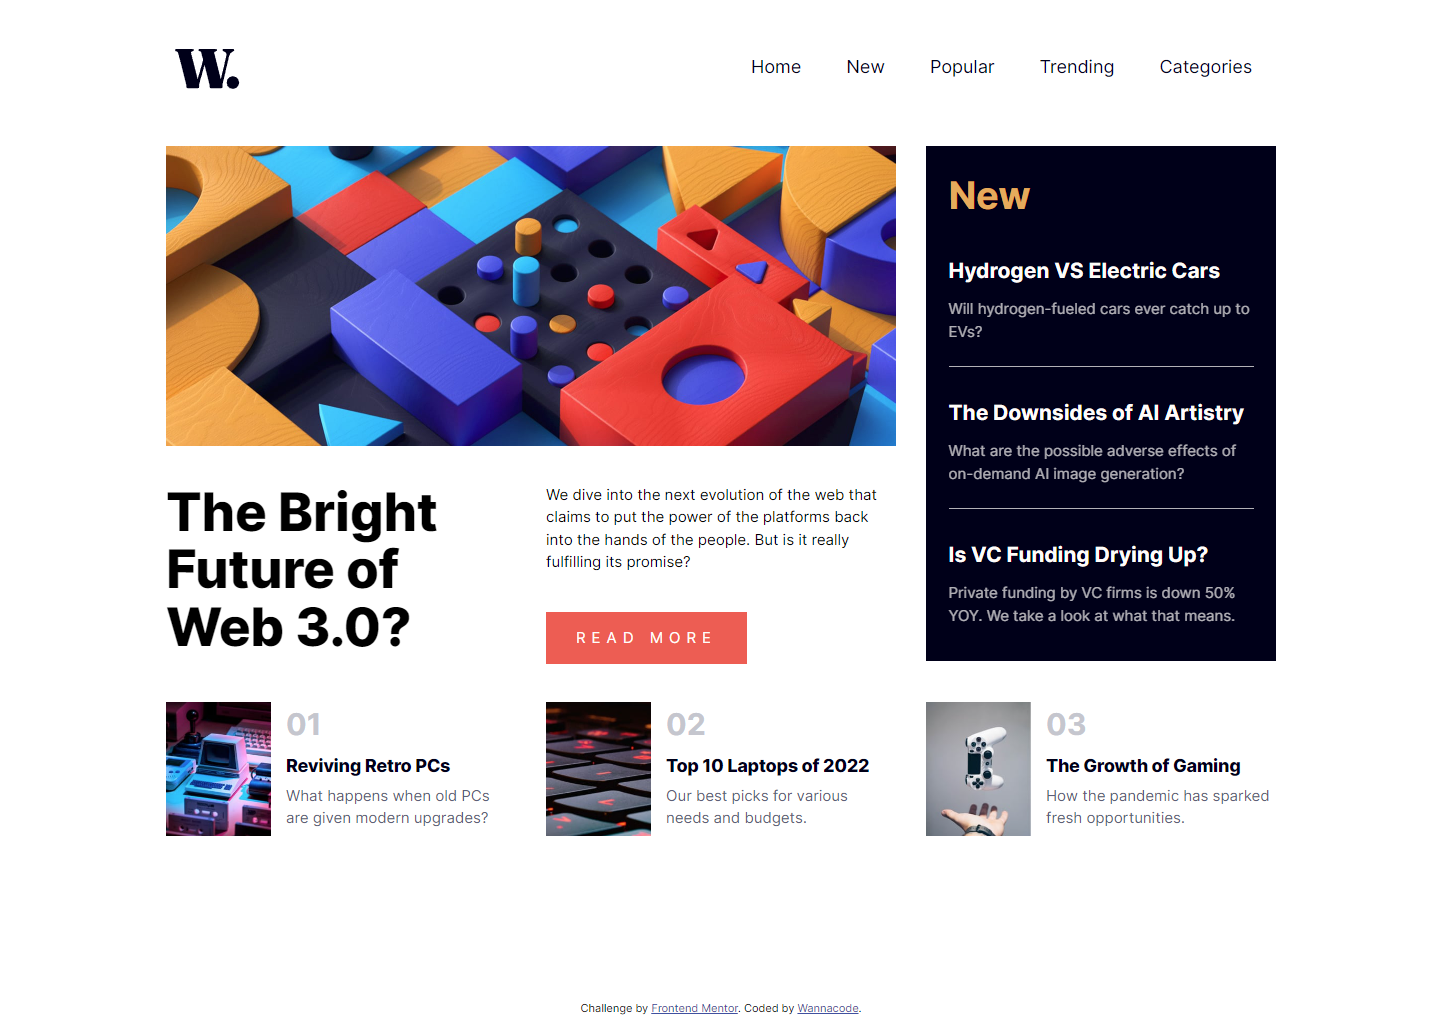 W.
Home New Popular Trending Categories
New
Hydrogen VS Electric Cars
Will hydrogen-fueled cars ever catch up to
EVs?
The Downsides of AI Artistry
What are the possible adverse effects of
on-demand AI image generation?
Is VC Funding Drying Up?
Private funding by VC firms is down 50%
YOY. We take a look at what that means.
The Bright
Future of
Web 3.0?
We dive into the next evolution of the web that
claims to put the power of the platforms back
into the hands of the people. But is it really
fulfilling its promise?
READ MORE
01
Reviving Retro PCs
What happens when old PCs
are given modern upgrades?
02
Top 10 Laptops of 2022
Our best picks for various
needs and budgets.
03
The Growth of Gaming
How the pandemic has sparked
fresh opportunities.
Challenge by Frontend Mentor. Coded by Wannacode.